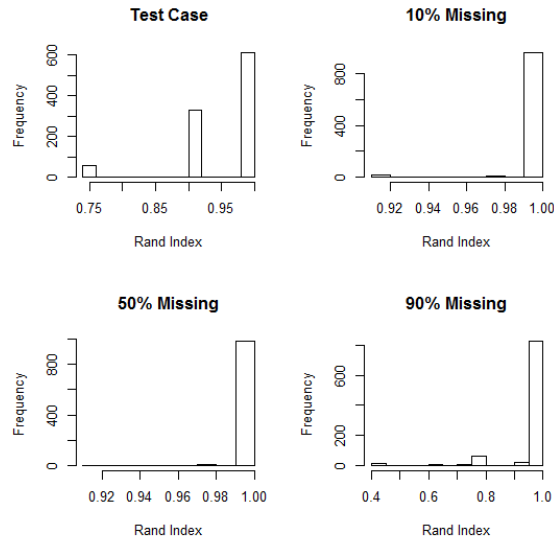 Test Case
Frequency
0 200 400 600
0.75 0.85 0.95
Rand Index
10% Missing
Frequency
0 400 800
0.92 0.94 0.96 0.98 1.00
Rand Index
50% Missing
Frequency
0 400 800
0.92 0.94 0.96 0.98 1.00
Rand Index
90% Missing
Frequency
0 200 600
0.4 0.6 0.8 1.0
Rand Index